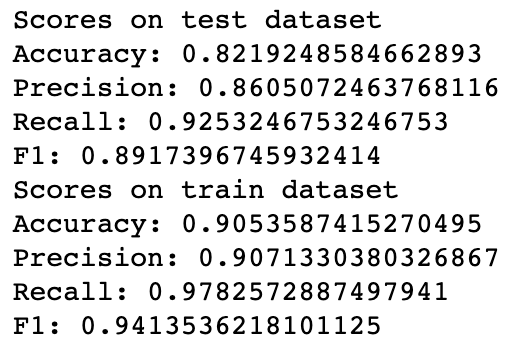 Scores on test dataset
Accuracy: 0.8219248584662893
Precision: 0.8605072463768116
Recall: 0.9253246753246753
F1: 0.8917396745932414
Scores on train dataset
Accuracy: 0.9053587415270495
Precision: 0.9071330380326867
Recall: 0.9782572887497941
F1: 0.9413536218101125